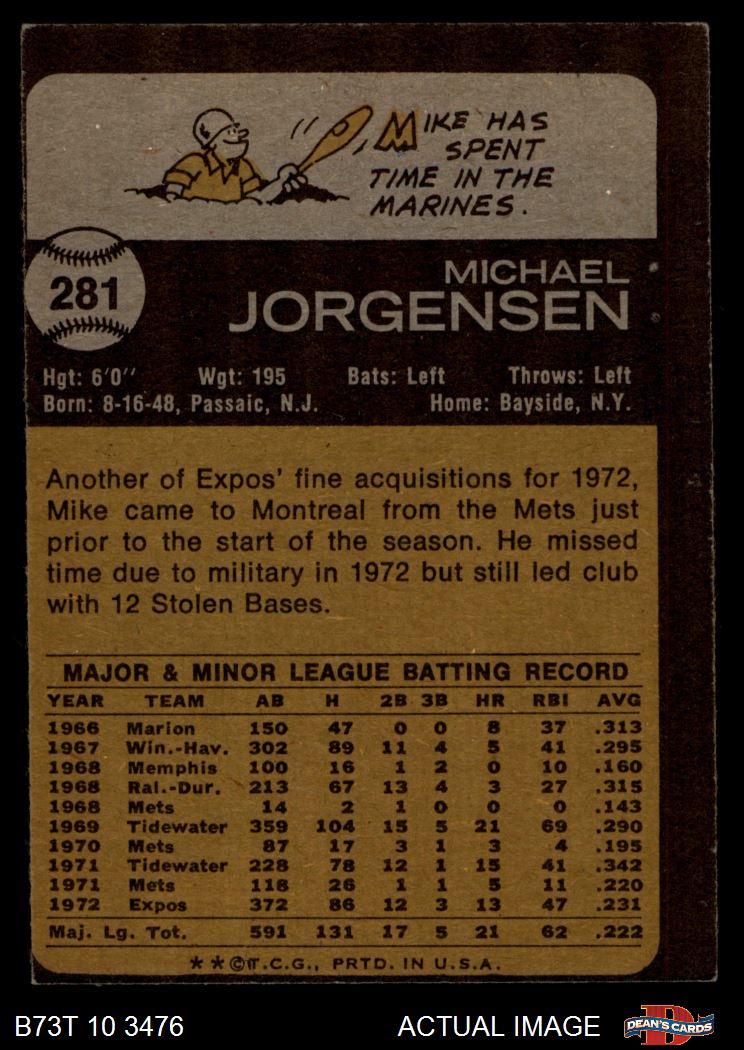 MIKE HAS
SPENT
TIME IN THE
MARINES.
281
MICHAEL
JORGENSEN
Hgt: 6'0'' Wgt: 195 Bats: Left Throws: Left
Born: 8-16-48, Passaic, N.J. Home: Bayside, N.Y.
Another of Expos' fine acquisitions for 1972,
Mike came to Montreal from the Mets just
prior to the start of the season. He missed
time due to military in 1972 but still led club
with 12 Stolen Bases.
MAJOR & MINOR LEAGUE BATTING RECORD
YEAR TEAM AB H 2B 3B HR RBI AVG
1966 Marion 150 47 0 0 8 37 .313
1967 Win.-Hav. 302 89 11 4 5 41 .295
1968 Memphis 100 16 1 2 0 10 .160
1968 Ral.-Dur. 213 67 13 4 3 27 .315
1968 Mets 14 2 1 0 0 0 .143
1969 Tidewater 359 104 15 5 21 69 .290
1970 Mets 87 17 3 1 3 4 .195
1971 Tidewater 228 78 12 1 15 41 .342
1971 Mets 118 26 1 1 5 11 .220
1972 Expos 372 86 12 3 13 47 .231
Maj. Lg. Tot. 591 131 17 5 21 62 .222
**©T.C.G., PRTD. IN U.S.A.
B73T 10 3476 ACTUAL IMAGE DEAN'S CARDS